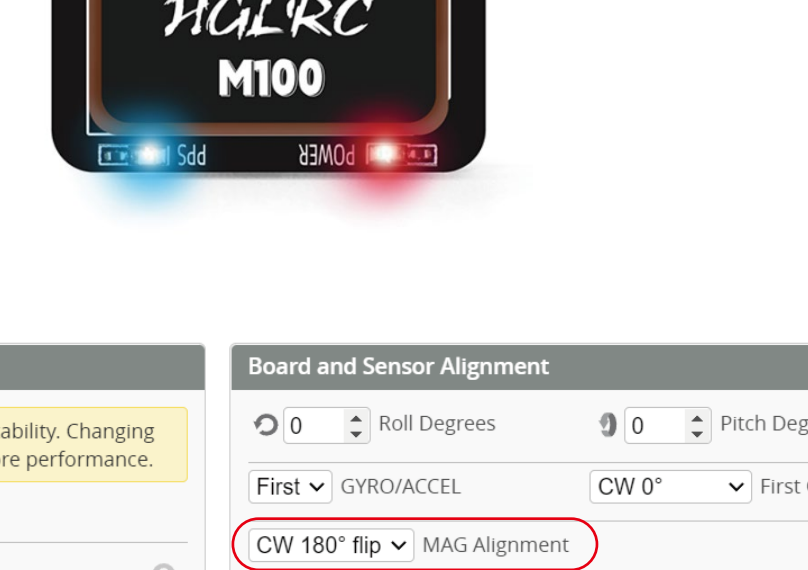 HGLRC
M100
PPS
POWER
Board and Sensor Alignment
ability. Changing
re performance.
0 Roll Degrees
0 Pitch Deg
First GYRO/ACCEL
CW 0° First
CW 180° flip MAG Alignment